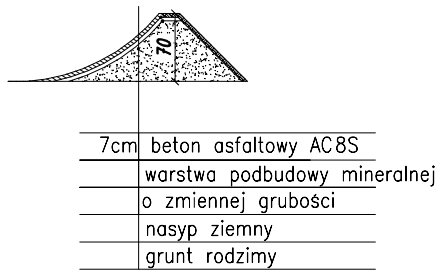 70
7cm beton asfaltowy AC8S
warstwa podbudowy mineralnej
o zmiennej grubości
nasyp ziemny
grunt rodzimy